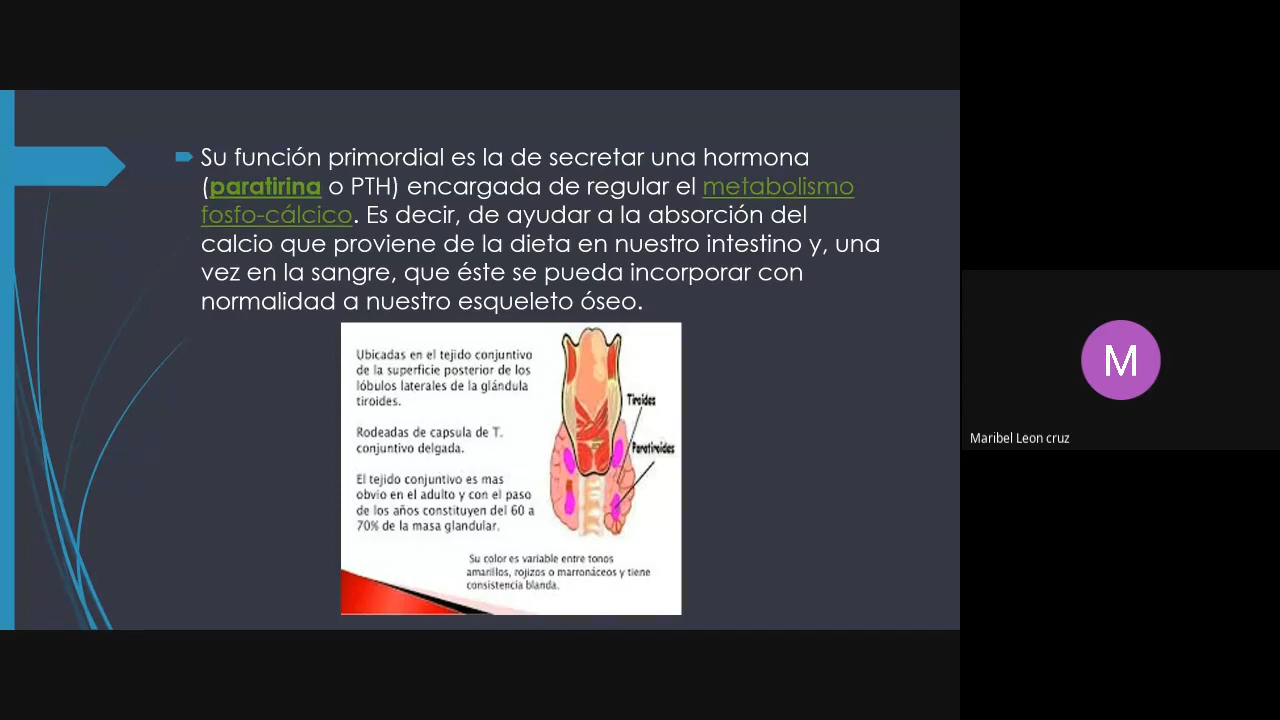 Su función primordial es la de secretar una hormona
(paratirina o PTH) encargada de regular el metabolismo
fosfo-cálcico. Es decir, de ayudar a la absorción del
calcio que proviene de la dieta en nuestro intestino y, una
vez en la sangre, que éste se pueda incorporar con
normalidad a nuestro esqueleto óseo.
Ubicadas en el tejido conjuntivo
de la superficie posterior de los
lóbulos laterales de la glándula
tiroides.
Rodeadas de capsula de T.
conjuntivo delgada.
El tejido conjuntivo es mas
obvio en el adulto y con el paso
de los años constituyen del 60 a
70% de la masa glandular.
Su color es variable entre tonos
amarillos, rojizos o marronáceos y tiene
consistencia blanda.
Tiroides
Paratiroides
M
Maribel Leon cruz